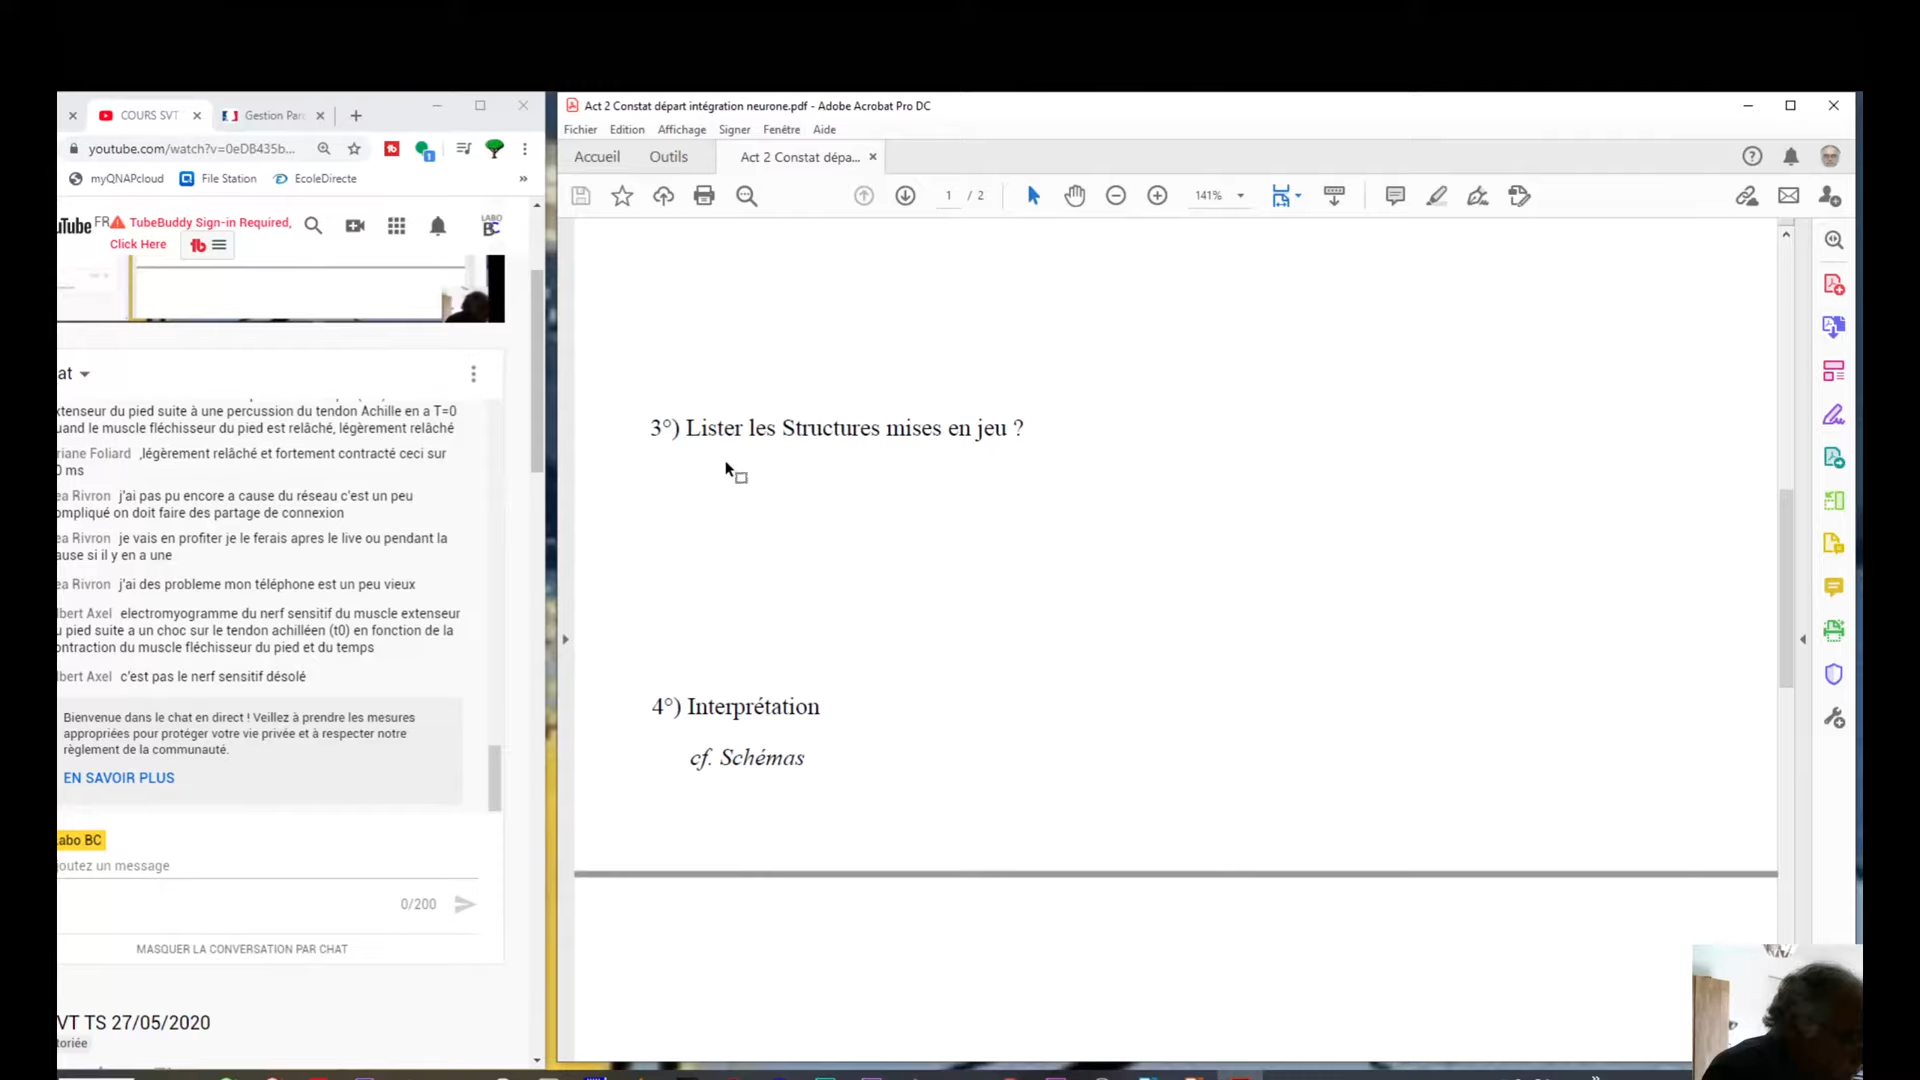 COURS SVT
Gestion Par
youtube.com/watch?v=0eDB435b...
myQNAPcloud
File Station
EcoleDirecte
»
uTube FR
TubeBuddy Sign-in Required,
Click Here
tb
LABO
BC
at
xtenseur du pied suite à une percussion du tendon Achille en a T=0
uand le muscle fléchisseur du pied est relâché, légèrement relâché
riane Foliard ,légèrement relâché et fortement contracté ceci sur
0 ms
ea Rivron j'ai pas pu encore a cause du réseau c'est un peu
ompliqué on doit faire des partage de connexion
ea Rivron je vais en profiter je le ferais apres le live ou pendant la
ause si il y en a une
ea Rivron j'ai des probleme mon téléphone est un peu vieux
lbert Axel electromyogramme du nerf sensitif du muscle extenseur
u pied suite a un choc sur le tendon achilléen (t0) en fonction de la
ontraction du muscle fléchisseur du pied et du temps
lbert Axel c'est pas le nerf sensitif désolé
Bienvenue dans le chat en direct ! Veillez à prendre les mesures
appropriées pour protéger votre vie privée et à respecter notre
règlement de la communauté.
EN SAVOIR PLUS
abo BC
joutez un message
0/200
MASQUER LA CONVERSATION PAR CHAT
VT TS 27/05/2020
toriée
Act 2 Constat départ intégration neurone.pdf - Adobe Acrobat Pro DC
Fichier Edition Affichage Signer Fenêtre Aide
Accueil Outils Act 2 Constat dépa... ×
1 / 2
141%
3°) Lister les Structures mises en jeu ?
4°) Interprétation
cf. Schémas